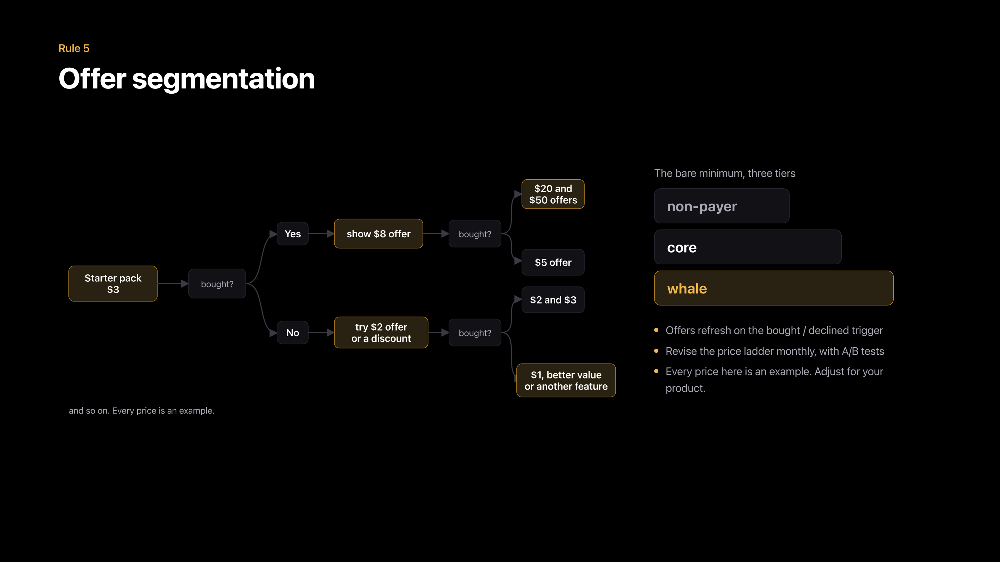 Rule 5
Offer segmentation
Starter pack
$3
bought?
Yes
show $8 offer
bought?
$20 and
$50 offers
$5 offer
No
try $2 offer
or a discount
bought?
$2 and $3
$1, better value
or another feature
and so on. Every price is an example.
The bare minimum, three tiers
non-payer
core
whale
Offers refresh on the bought / declined trigger
Revise the price ladder monthly, with A/B tests
Every price here is an example. Adjust for your
product.